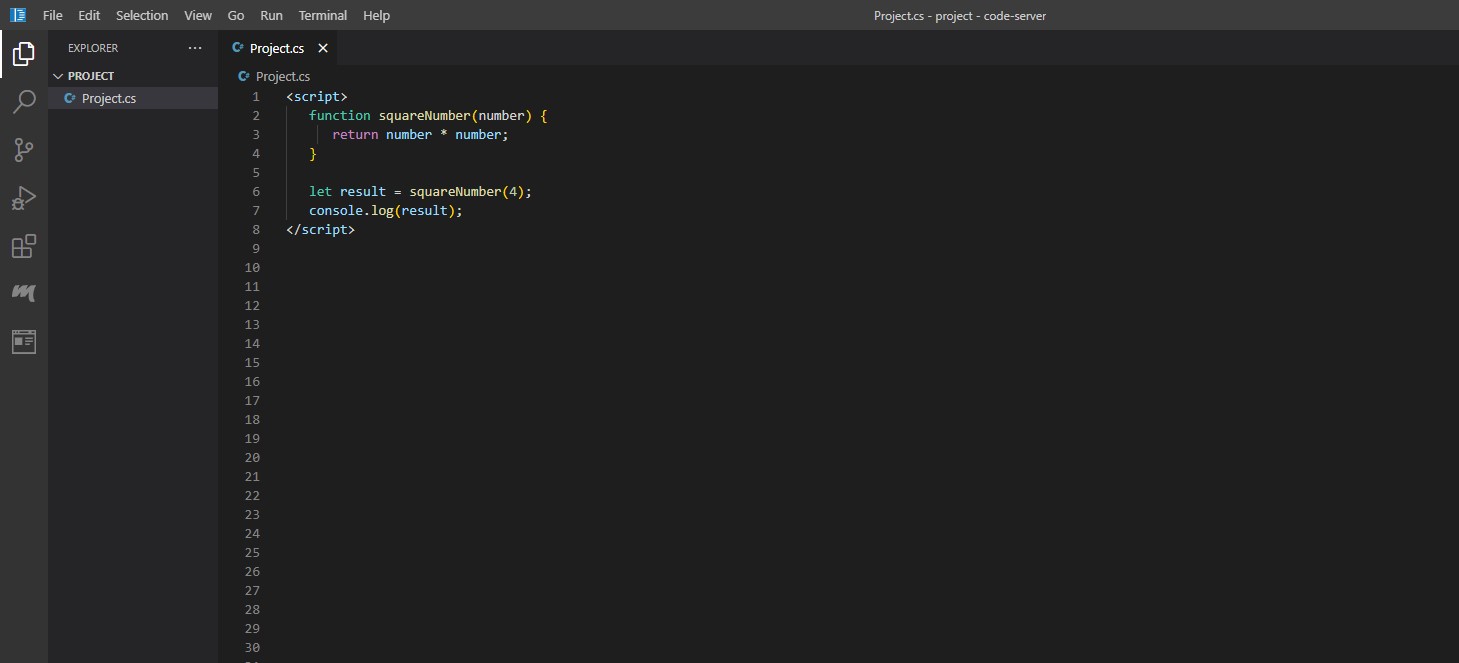 File Edit Selection View Go Run Terminal Help Project.cs - project - code-server
EXPLORER ···
PROJECT
C# Project.cs
C# Project.cs ×
C# Project.cs
1 <script>
2 function squareNumber(number) {
3 return number * number;
4 }
5
6 let result = squareNumber(4);
7 console.log(result);
8 </script>
9
10
11
12
13
14
15
16
17
18
19
20
21
22
23
24
25
26
27
28
29
30